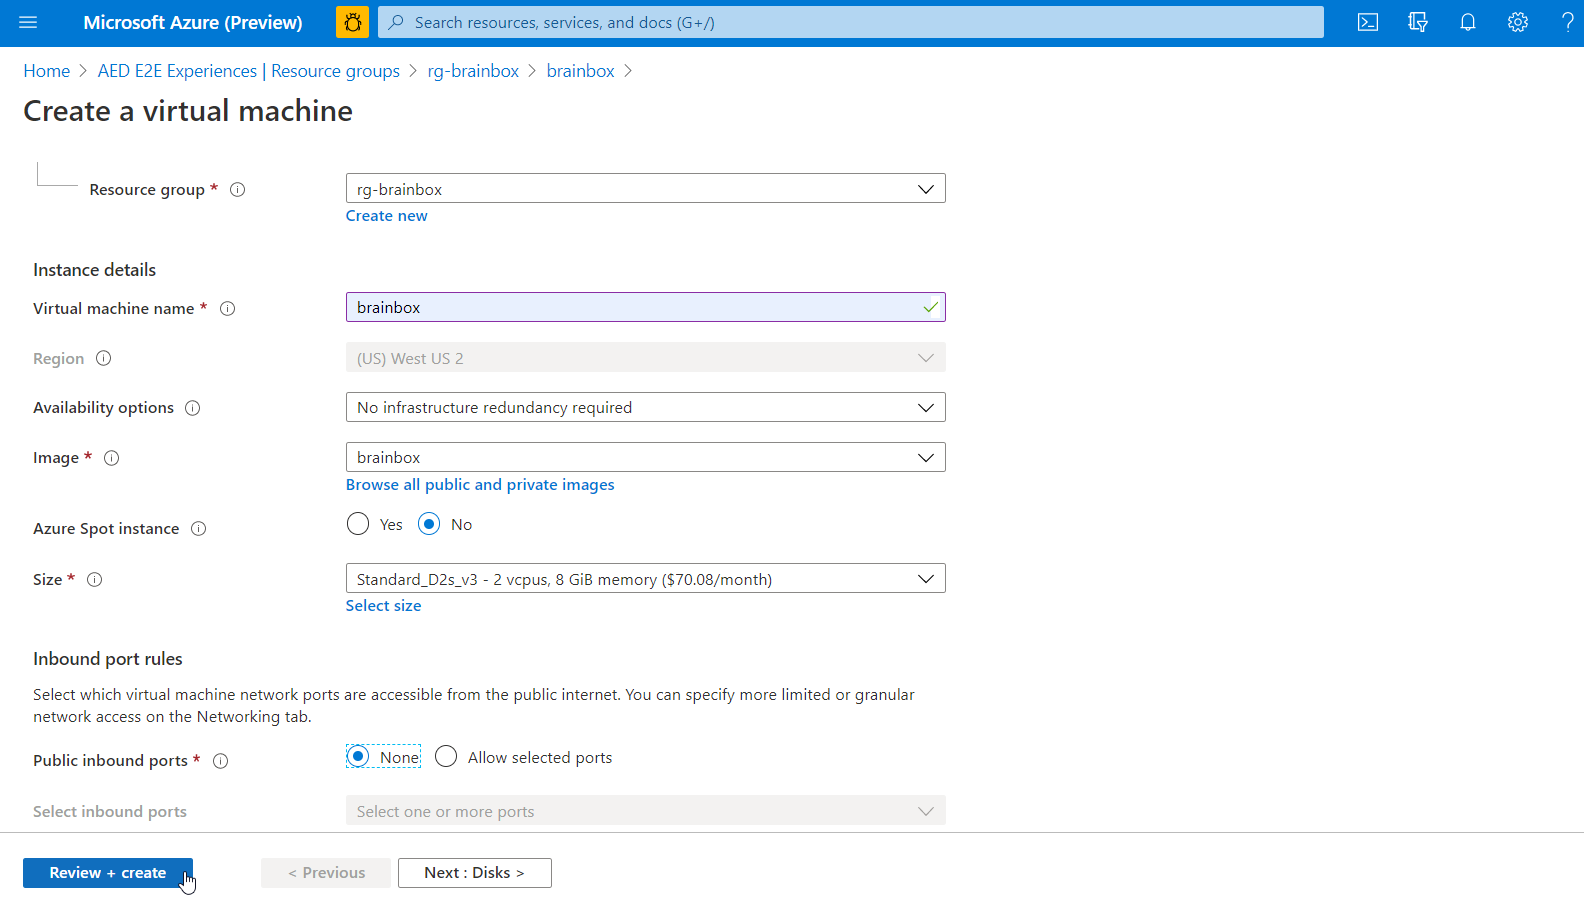 Microsoft Azure (Preview)
Search resources, services, and docs (G+/)
Home > AED E2E Experiences | Resource groups > rg-brainbox > brainbox >
Create a virtual machine
Resource group *
rg-brainbox
Create new
Instance details
Virtual machine name *
brainbox
Region
(US) West US 2
Availability options
No infrastructure redundancy required
Image *
brainbox
Browse all public and private images
Azure Spot instance
Yes No
Size *
Standard_D2s_v3 - 2 vcpus, 8 GiB memory ($70.08/month)
Select size
Inbound port rules
Select which virtual machine network ports are accessible from the public internet. You can specify more limited or granular
network access on the Networking tab.
Public inbound ports *
None Allow selected ports
Select inbound ports
Select one or more ports
Review + create
< Previous
Next : Disks >